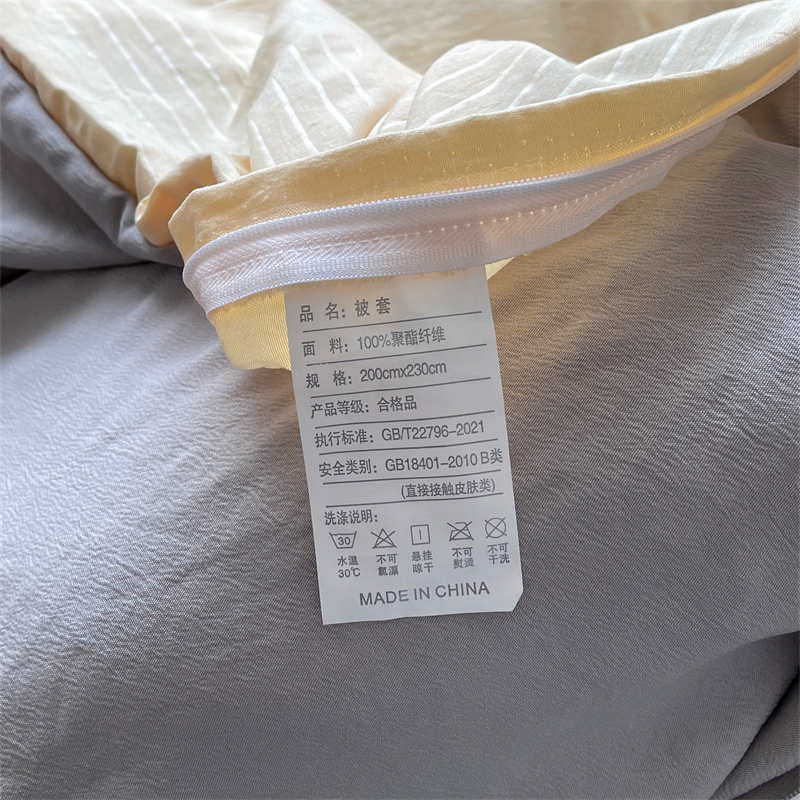 品 名：被 套
面 料：100%聚酯纤维
规 格：200cmx230cm
产品等级：合格品
执行标准：GB/T22796-2021
安全类别：GB18401-2010 B类
(直接接触皮肤类)
洗涤说明：
30
水温 不可 悬挂 不可 不可
30℃ 氯漂 晾干 熨烫 干洗
MADE IN CHINA